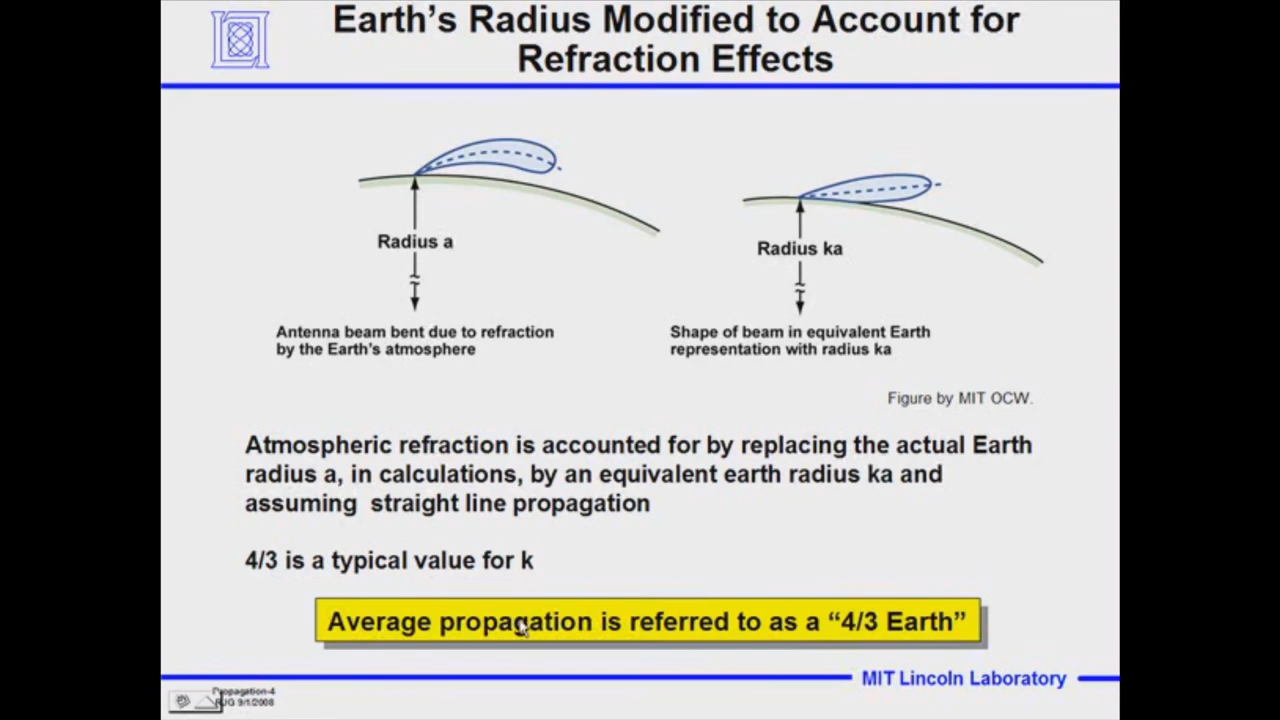 Earth's Radius Modified to Account for
Refraction Effects
Radius a
Radius ka
Antenna beam bent due to refraction
by the Earth's atmosphere
Shape of beam in equivalent Earth
representation with radius ka
Figure by MIT OCW.
Atmospheric refraction is accounted for by replacing the actual Earth
radius a, in calculations, by an equivalent earth radius ka and
assuming straight line propagation
4/3 is a typical value for k
Average propagation is referred to as a “4/3 Earth”
MIT Lincoln Laboratory
Propagation-4
9/1/2008